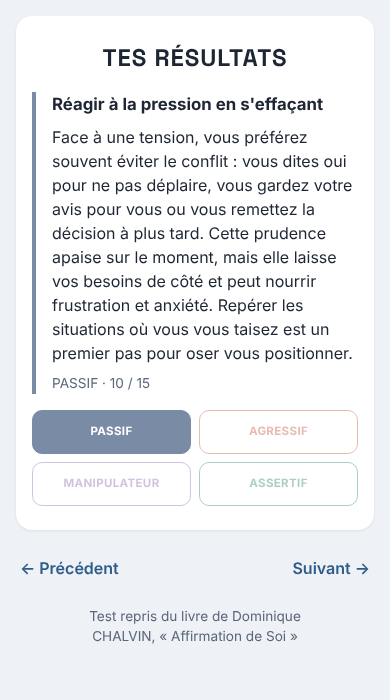 TES RÉSULTATS
Réagir à la pression en s'effaçant
Face à une tension, vous préférez
souvent éviter le conflit : vous dites oui
pour ne pas déplaire, vous gardez votre
avis pour vous ou vous remettez la
décision à plus tard. Cette prudence
apaise sur le moment, mais elle laisse
vos besoins de côté et peut nourrir
frustration et anxiété. Repérer les
situations où vous vous taisez est un
premier pas pour oser vous positionner.
PASSIF · 10 / 15
PASSIF
AGRESSIF
MANIPULATEUR
ASSERTIF
← Précédent
Suivant →
Test repris du livre de Dominique
CHALVIN, « Affirmation de Soi »